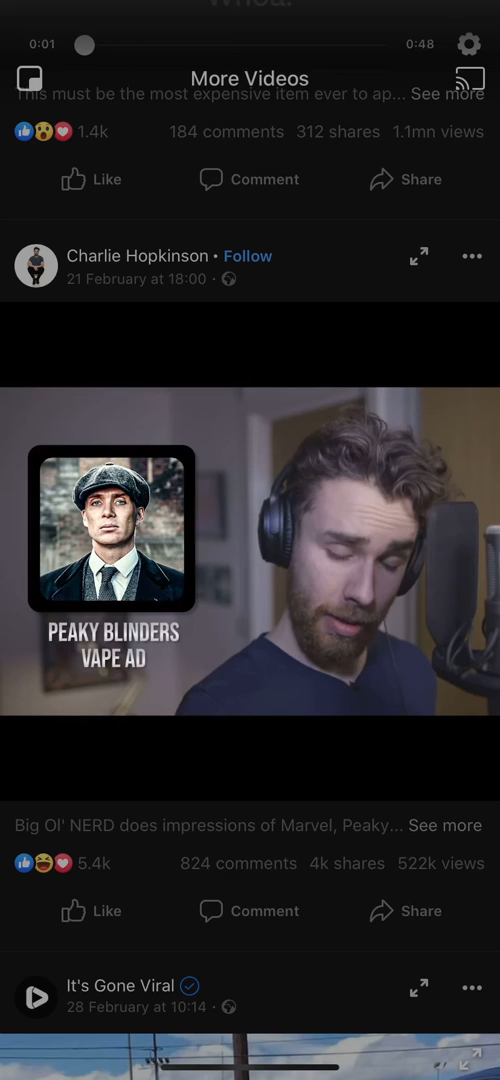 Whoa!
0:01
0:48
More Videos
This must be the most expensive item ever to ap... See more
1.4k
184 comments 312 shares 1.1mn views
Like Comment Share
Charlie Hopkinson • Follow
21 February at 18:00 ·
PEAKY BLINDERS
VAPE AD
Big Ol' NERD does impressions of Marvel, Peaky... See more
5.4k
824 comments 4k shares 522k views
Like Comment Share
It's Gone Viral
28 February at 10:14 ·